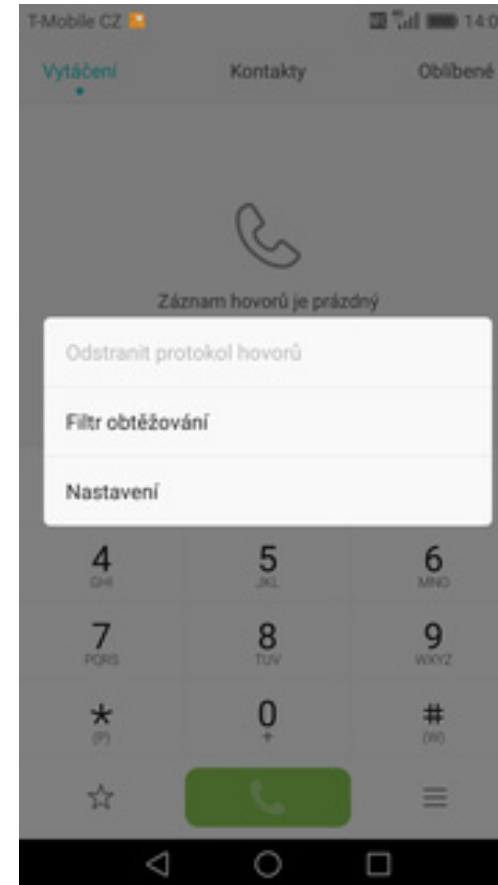 T-Mobile CZ 14:0
Vytáčení Kontakty Oblíbené
Záznam hovorů je prázdný
Odstranit protokol hovorů
Filtr obtěžování
Nastavení
4 5 6
GHI JKL MNO
7 8 9
PQRS TUV WXYZ
* 0 #
(P) + (W)